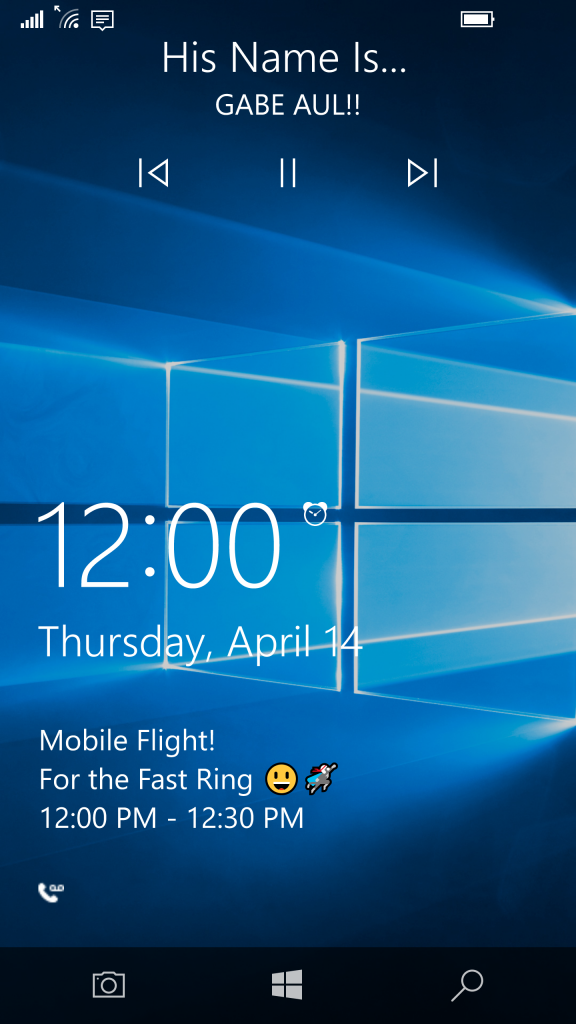 His Name Is...
GABE AUL!!
12:00
Thursday, April 14
Mobile Flight!
For the Fast Ring 😃
12:00 PM - 12:30 PM